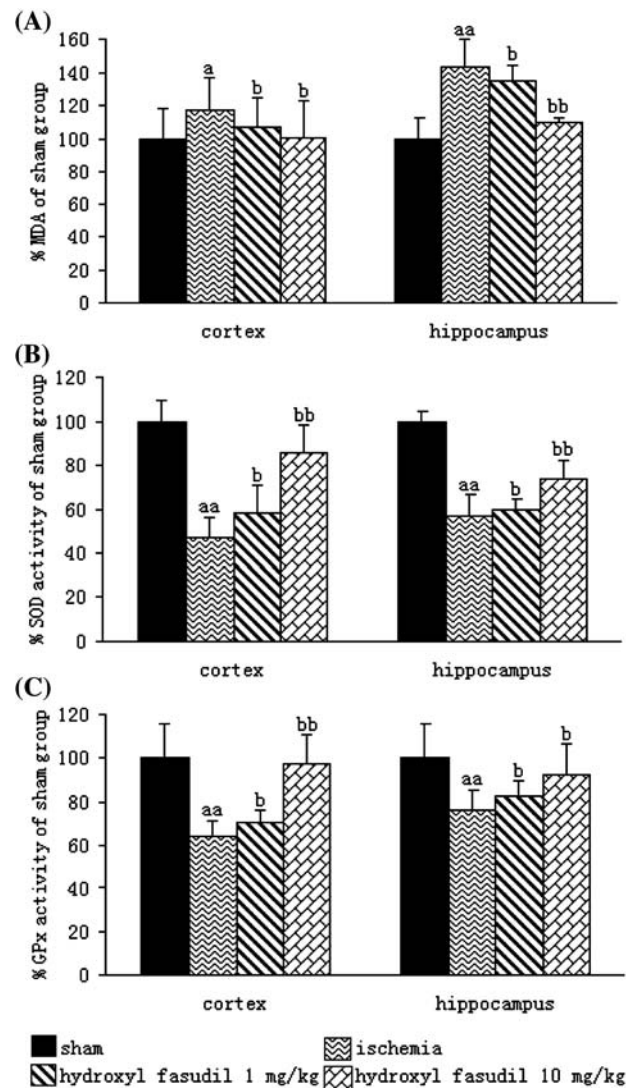 (A)
% MDA of sham group
160
140
120
100
80
60
40
20
0
a
b
b
aa
b
bb
cortex hippocampus
(B)
% SOD activity of sham group
120
100
80
60
40
20
0
aa
b
bb
aa
b
bb
cortex hippocampus
(C)
% GPx activity of sham group
120
100
80
60
40
20
0
aa
b
bb
aa
b
b
cortex hippocampus
sham ischemia
hydroxyl fasudil 1 mg/kg hydroxyl fasudil 10 mg/kg